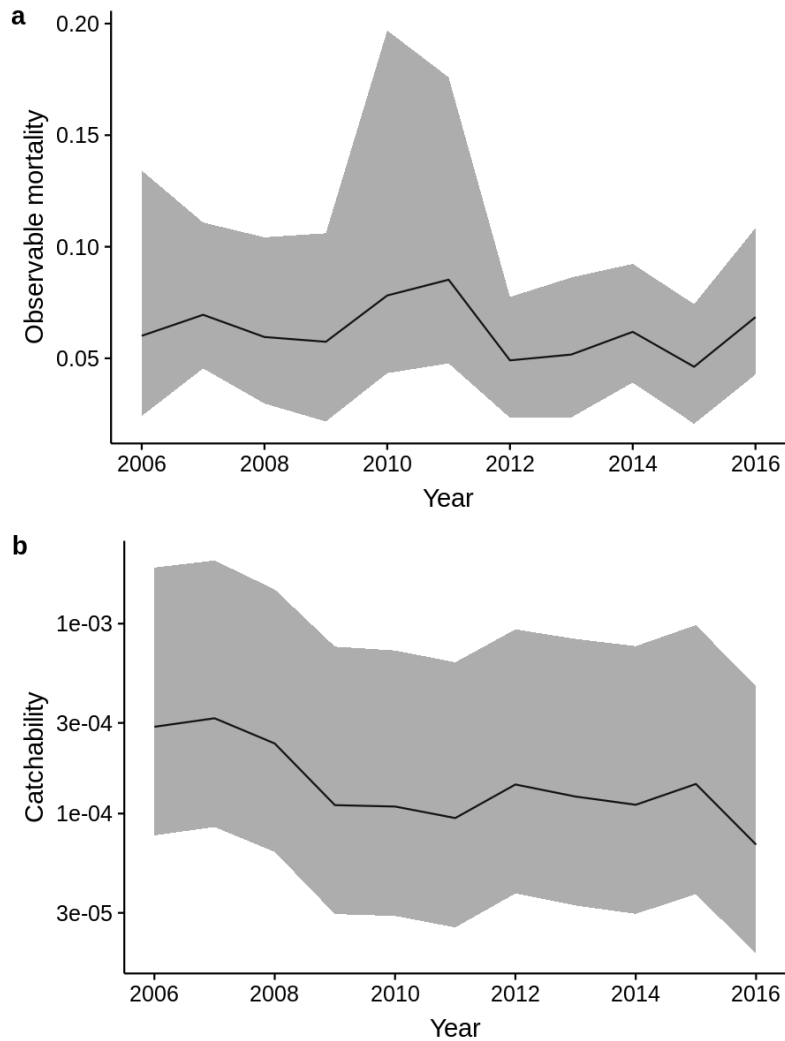 a
Observable mortality
0.20
0.15
0.10
0.05
2006 2008 2010 2012 2014 2016
Year
b
Catchability
1e-03
3e-04
1e-04
3e-05
2006 2008 2010 2012 2014 2016
Year